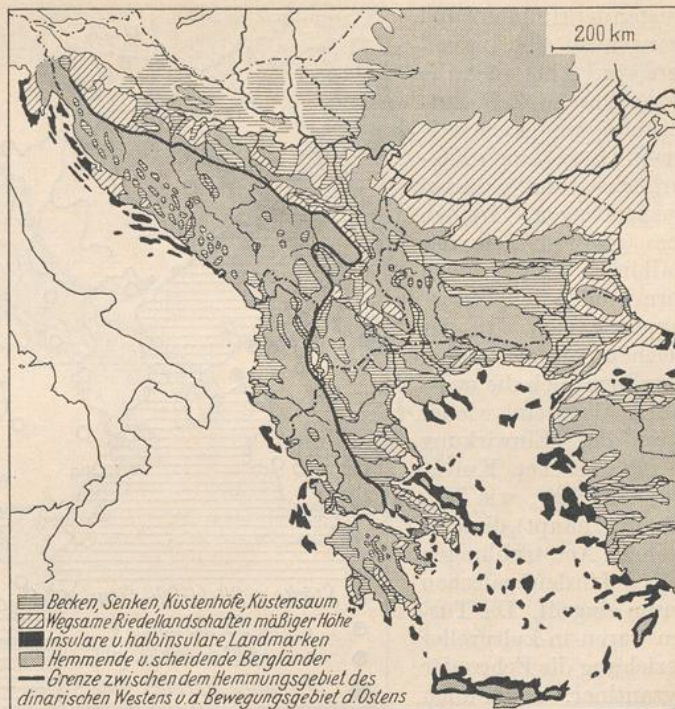 200 km
Becken, Senken, Küstenhöfe, Küstensaum
Wegsame Riedellandschaften mäßiger Höhe
Insulare u. halbinsulare Landmarken
Hemmende u. scheidende Bergländer
Grenze zwischen dem Hemmungsgebiet des
dinarischen Westens u. d. Bewegungsgebiet d. Ostens